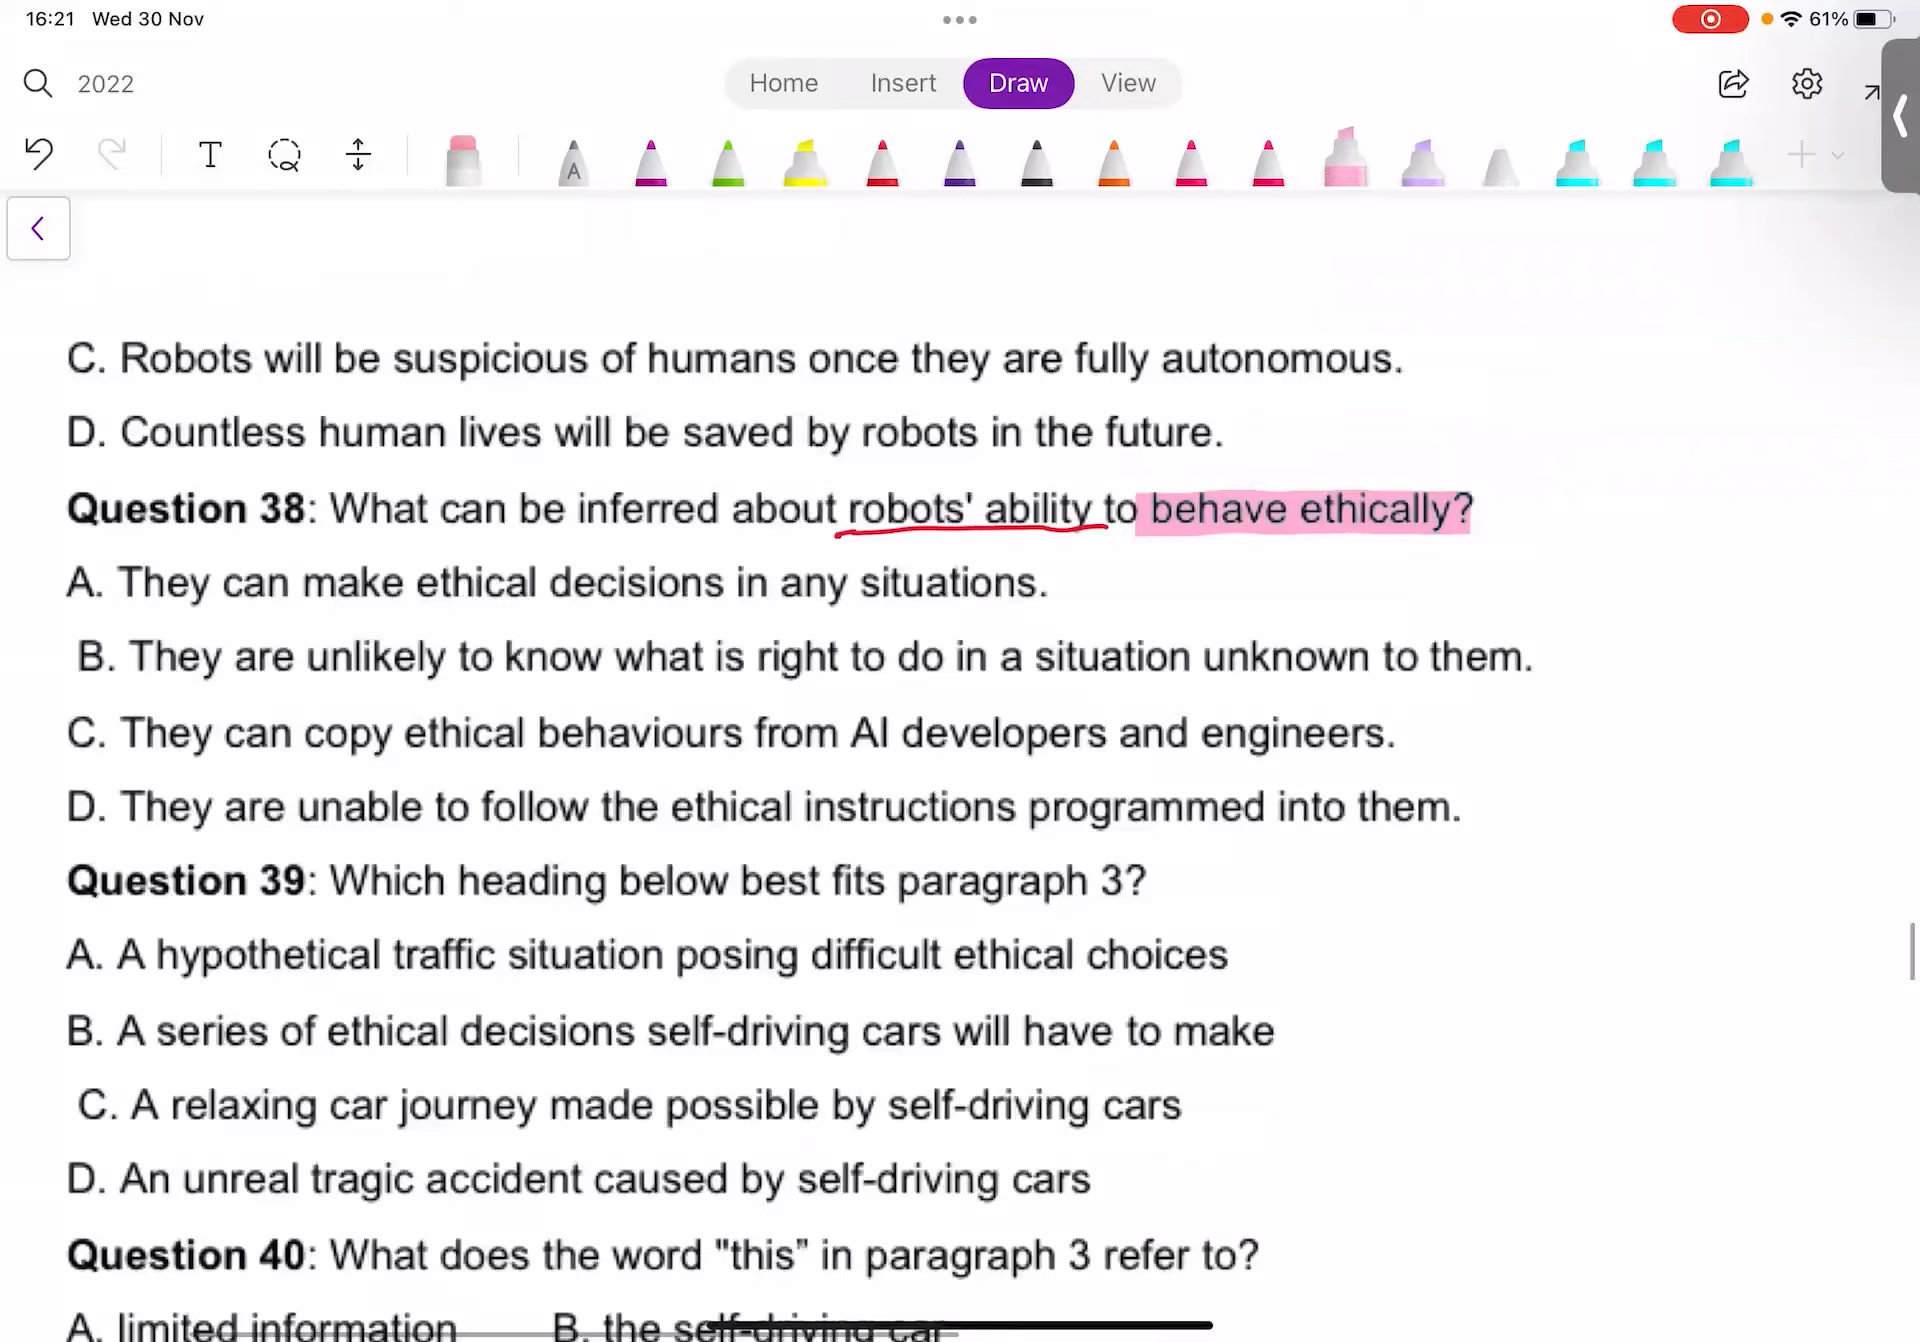 16:21 Wed 30 Nov 61%
2022 Home Insert Draw View
T A
C. Robots will be suspicious of humans once they are fully autonomous.
D. Countless human lives will be saved by robots in the future.
Question 38: What can be inferred about robots' ability to behave ethically?
A. They can make ethical decisions in any situations.
B. They are unlikely to know what is right to do in a situation unknown to them.
C. They can copy ethical behaviours from AI developers and engineers.
D. They are unable to follow the ethical instructions programmed into them.
Question 39: Which heading below best fits paragraph 3?
A. A hypothetical traffic situation posing difficult ethical choices
B. A series of ethical decisions self-driving cars will have to make
C. A relaxing car journey made possible by self-driving cars
D. An unreal tragic accident caused by self-driving cars
Question 40: What does the word "this" in paragraph 3 refer to?
A. limited information B. the self-driving car